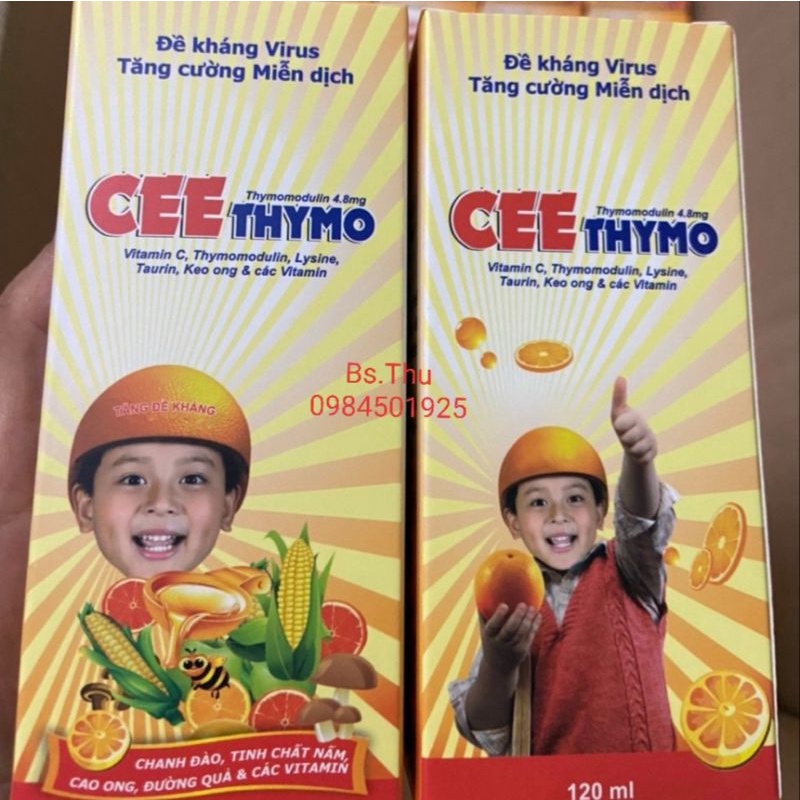 Đề kháng Virus
Tăng cường Miễn dịch
Thymomodulin 4.8mg
CEE THYMO
Vitamin C, Thymomodulin, Lysine,
Taurin, Keo ong & các Vitamin
TĂNG ĐỀ KHÁNG
CHANH ĐÀO, TINH CHẤT NẤM,
CAO ONG, ĐƯỜNG QUẢ & CÁC VITAMIN
Đề kháng Virus
Tăng cường Miễn dịch
Thymomodulin 4.8mg
CEE THYMO
Vitamin C, Thymomodulin, Lysine,
Taurin, Keo ong & các Vitamin
120 ml
Bs.Thu
0984501925